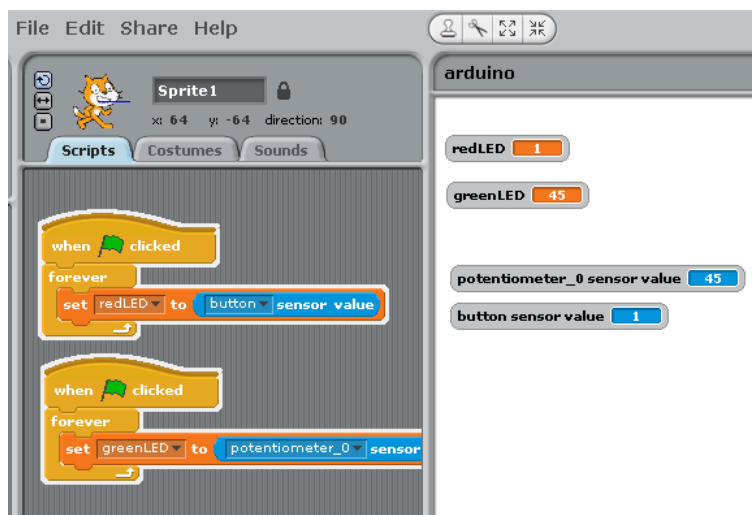 File Edit Share Help
arduino
Sprite1
x: 64 y: -64 direction: 90
Scripts Costumes Sounds
redLED 1
greenLED 45
when clicked
forever
set redLED to button sensor value
potentiometer_0 sensor value 45
button sensor value 1
when clicked
forever
set greenLED to potentiometer_0 sensor